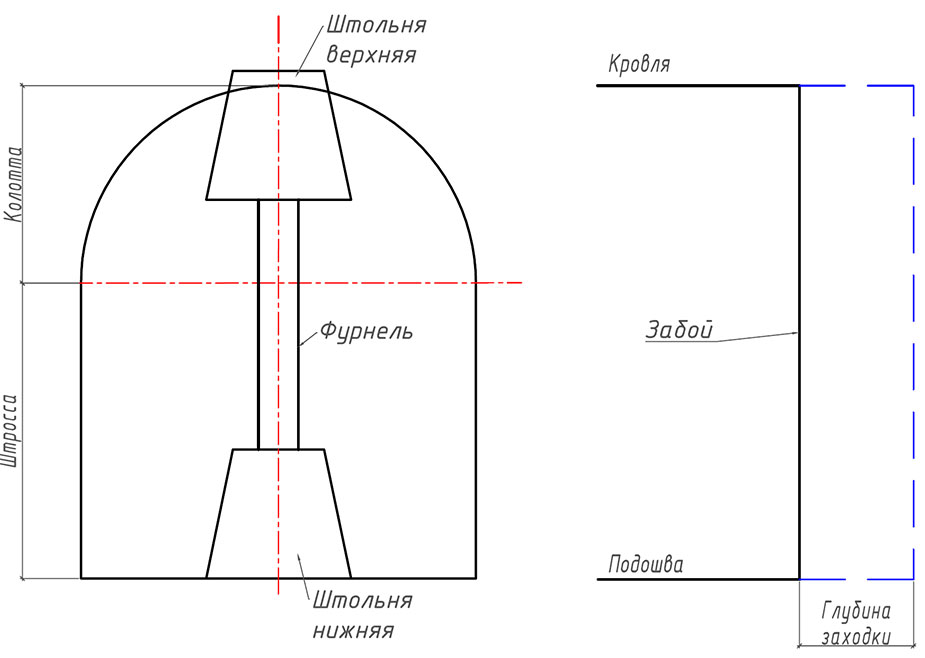 Штольня
верхняя
Колотта
Фурнель
Штросса
Штольня
нижняя
Кровля
Забой
Подошва
Глубина
заходки